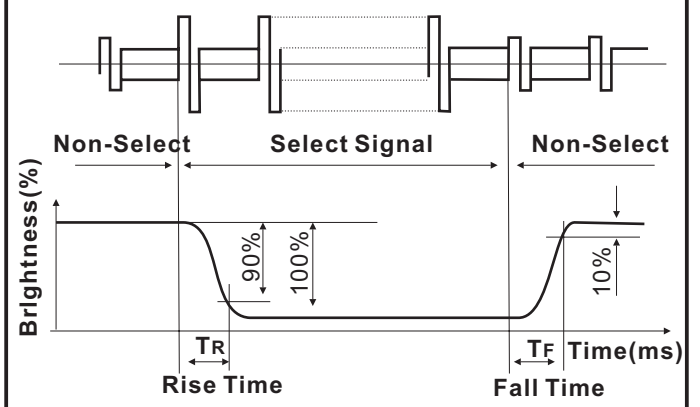 Non-Select Select Signal Non-Select
BrIghtness(%)
90%
100%
10%
TR TF Time(ms)
Rise Time Fall Time